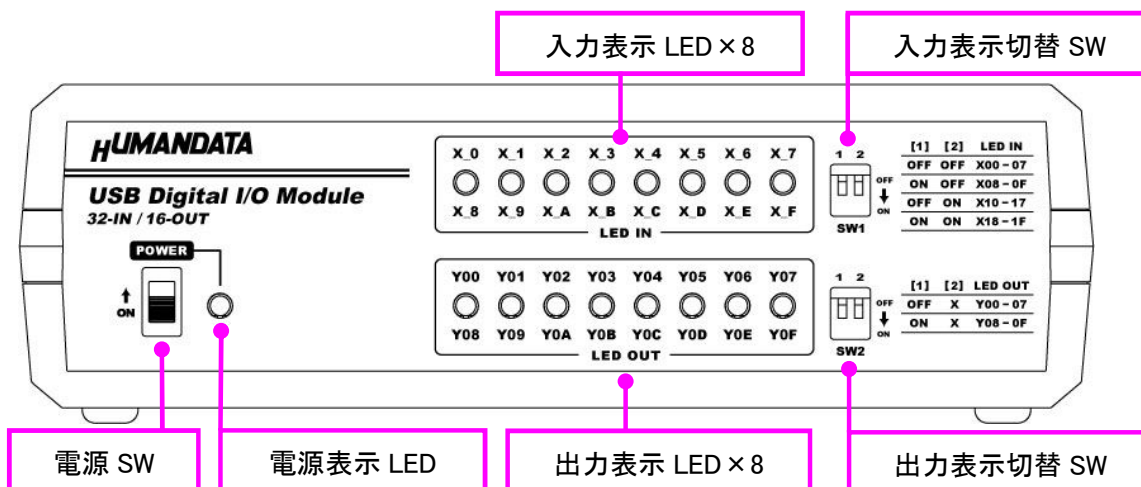 入力表示 LED×8
入力表示切替 SW
HUMANDATA
USB Digital I/O Module
32-IN / 16-OUT
POWER
↑
ON
X_0 X_1 X_2 X_3 X_4 X_5 X_6 X_7
X_8 X_9 X_A X_B X_C X_D X_E X_F
LED IN
1 2
OFF
↓
ON
SW1
[1] [2] LED IN
OFF OFF X00-07
ON OFF X08-0F
OFF ON X10-17
ON ON X18-1F
Y00 Y01 Y02 Y03 Y04 Y05 Y06 Y07
Y08 Y09 Y0A Y0B Y0C Y0D Y0E Y0F
LED OUT
1 2
OFF
↓
ON
SW2
[1] [2] LED OUT
OFF X Y00-07
ON X Y08-0F
電源 SW
電源表示 LED
出力表示 LED×8
出力表示切替 SW